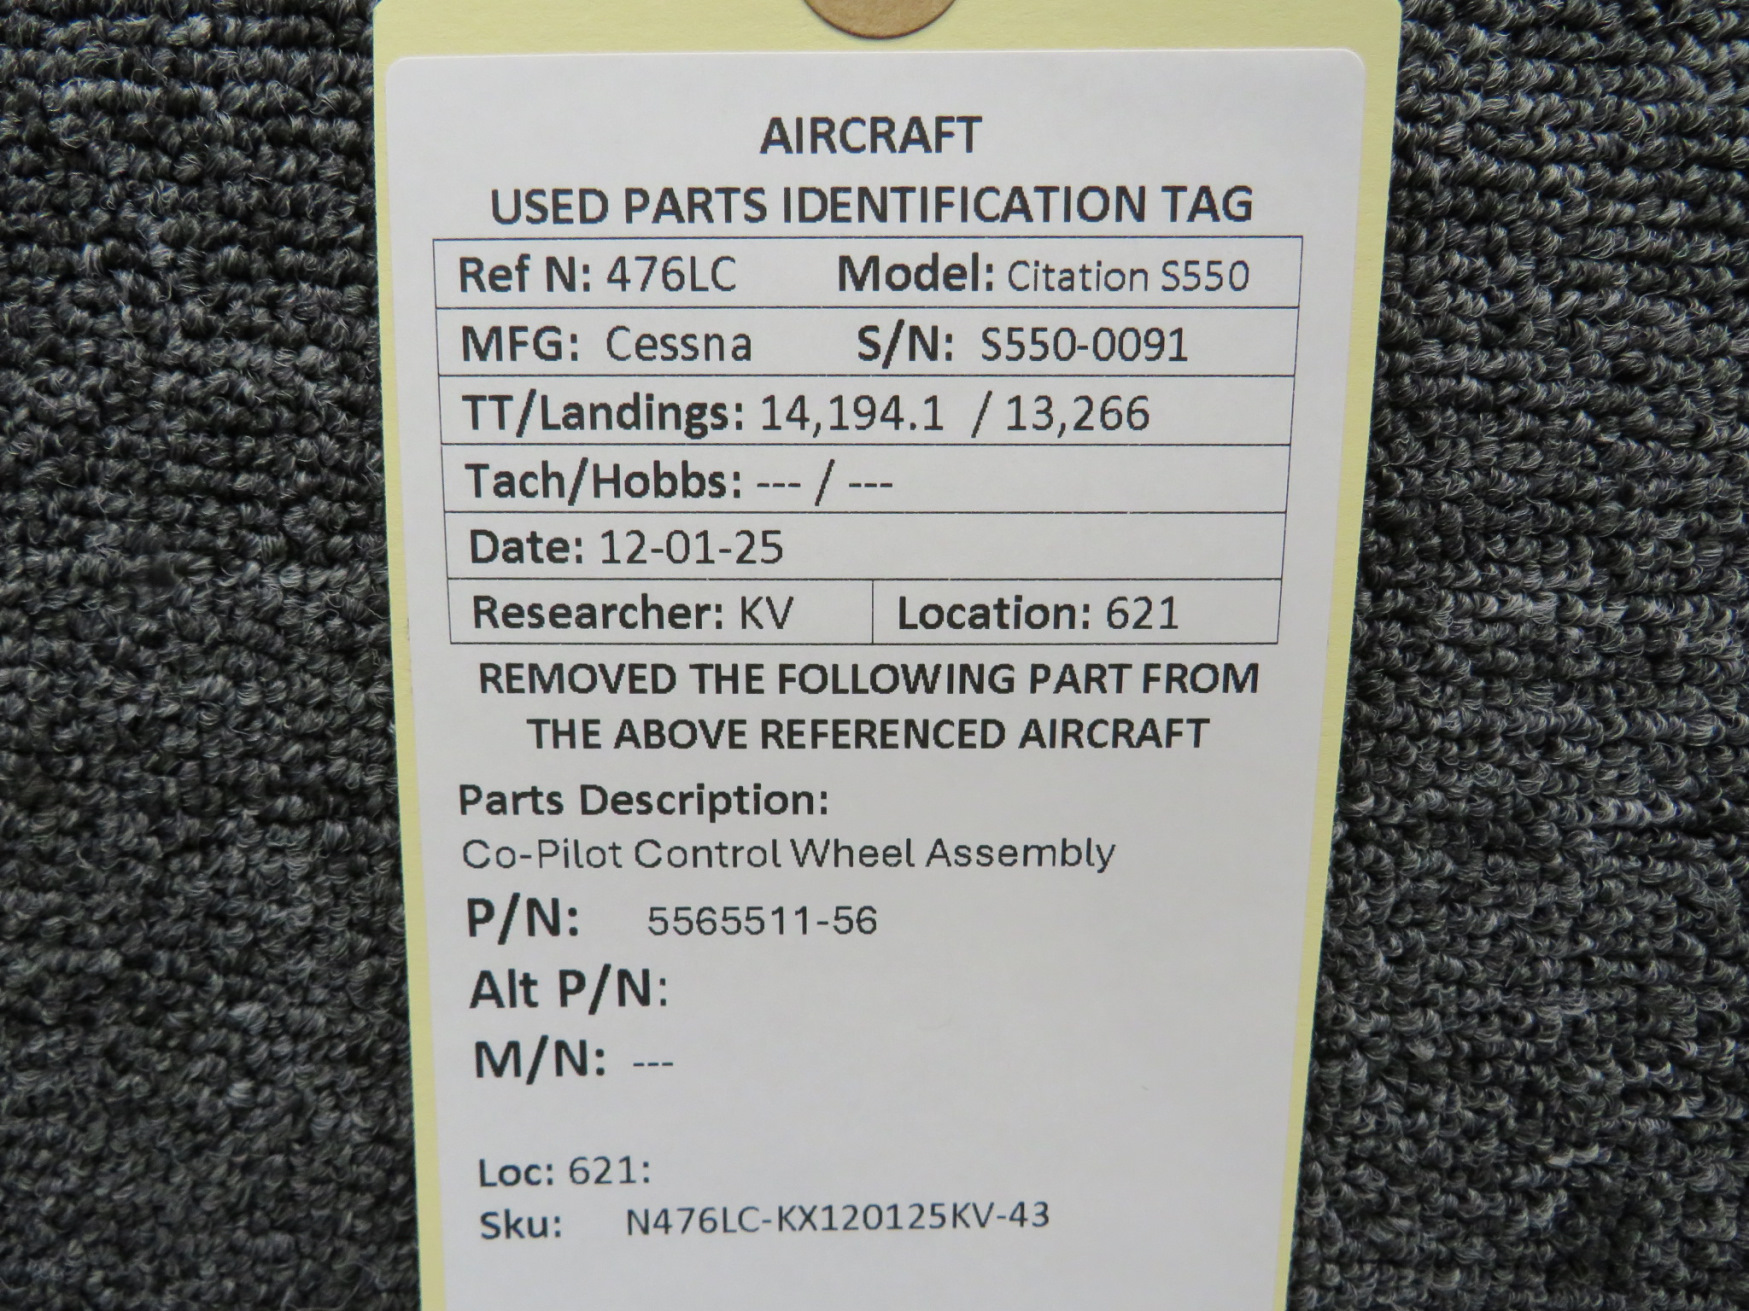 AIRCRAFT
USED PARTS IDENTIFICATION TAG
Ref N: 476LC Model: Citation S550
MFG: Cessna S/N: S550-0091
TT/Landings: 14,194.1 / 13,266
Tach/Hobbs: --- / ---
Date: 12-01-25
Researcher: KV Location: 621
REMOVED THE FOLLOWING PART FROM
THE ABOVE REFERENCED AIRCRAFT
Parts Description:
Co-Pilot Control Wheel Assembly
P/N: 5565511-56
Alt P/N:
M/N: ---
Loc: 621:
Sku: N476LC-KX120125KV-43